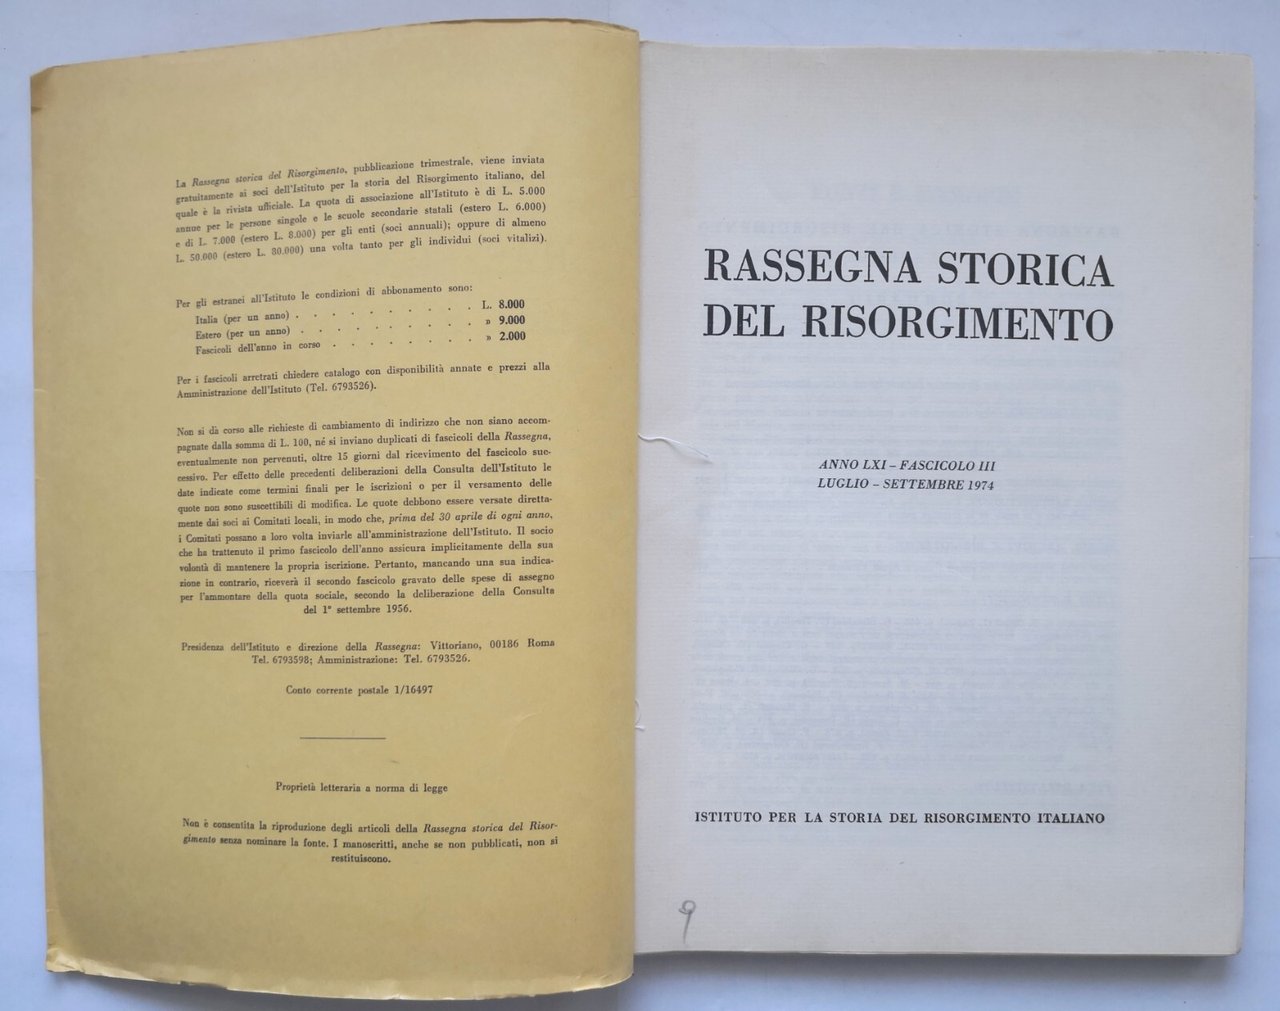 La Rassegna storica del Risorgimento, pubblicazione trimestrale, viene inviata
gratuitamente ai soci dell'Istituto per la storia del Risorgimento italiano, del
quale è la rivista ufficiale. La quota di associazione all'Istituto è di L. 5.000
annue per le persone singole e le scuole secondarie statali (estero L. 6.000)
e di L. 7.000 (estero L. 8.000) per gli enti (soci annuali); oppure di almeno
L. 50.000 (estero L. 80.000) una volta tanto per gli individui (soci vitalizi).
Per gli estranei all'Istituto le condizioni di abbonamento sono:
Italia (per un anno) . . . . . . . . . . L. 8.000
Estero (per un anno) . . . . . . . . . . » 9.000
Fascicoli dell'anno in corso . . . . . . . . » 2.000
Per i fascicoli arretrati chiedere catalogo con disponibilità annate e prezzi alla
Amministrazione dell'Istituto (Tel. 6793526).
Non si dà corso alle richieste di cambiamento di indirizzo che non siano accom-
pagnate dalla somma di L. 100, né si inviano duplicati di fascicoli della Rassegna,
eventualmente non pervenuti, oltre 15 giorni dal ricevimento del fascicolo suc-
cessivo. Per effetto delle precedenti deliberazioni della Consulta dell'Istituto le
date indicate come termini finali per le iscrizioni o per il versamento delle
quote non sono suscettibili di modifica. Le quote debbono essere versate diretta-
mente dai soci ai Comitati locali, in modo che, prima del 30 aprile di ogni anno,
i Comitati possano a loro volta inviarle all'amministrazione dell'Istituto. Il socio
che ha trattenuto il primo fascicolo dell'anno assicura implicitamente della sua
volontà di mantenere la propria iscrizione. Pertanto, mancando una sua indica-
zione in contrario, riceverà il secondo fascicolo gravato delle spese di assegno
per l'ammontare della quota sociale, secondo la deliberazione della Consulta
del 1° settembre 1956.
Presidenza dell'Istituto e direzione della Rassegna: Vittoriano, 00186 Roma
Tel. 6793598; Amministrazione: Tel. 6793526.
Conto corrente postale 1/16497
Proprietà letteraria a norma di legge
Non è consentita la riproduzione degli articoli della Rassegna storica del Risor-
gimento senza nominare la fonte. I manoscritti, anche se non pubblicati, non si
restituiscono.
RASSEGNA STORICA
DEL RISORGIMENTO
ANNO LXI – FASCICOLO III
LUGLIO – SETTEMBRE 1974
ISTITUTO PER LA STORIA DEL RISORGIMENTO ITALIANO
9